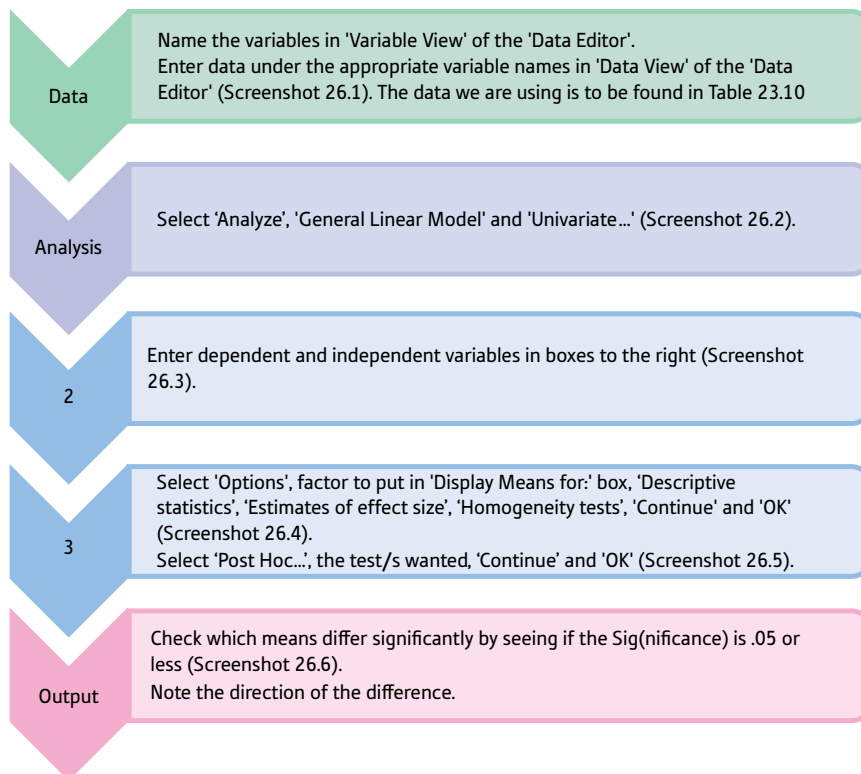 Data
Name the variables in 'Variable View' of the 'Data Editor'.
Enter data under the appropriate variable names in 'Data View' of the 'Data
Editor' (Screenshot 26.1). The data we are using is to be found in Table 23.10
Analysis
Select ‘Analyze’, 'General Linear Model' and 'Univariate...' (Screenshot 26.2).
2
Enter dependent and independent variables in boxes to the right (Screenshot
26.3).
3
Select 'Options', factor to put in 'Display Means for:' box, ‘Descriptive
statistics’, ‘Estimates of effect size’, ‘Homogeneity tests’, 'Continue' and 'OK'
(Screenshot 26.4).
Select ‘Post Hoc...’, the test/s wanted, ‘Continue’ and 'OK' (Screenshot 26.5).
Output
Check which means differ significantly by seeing if the Sig(nificance) is .05 or
less (Screenshot 26.6).
Note the direction of the difference.